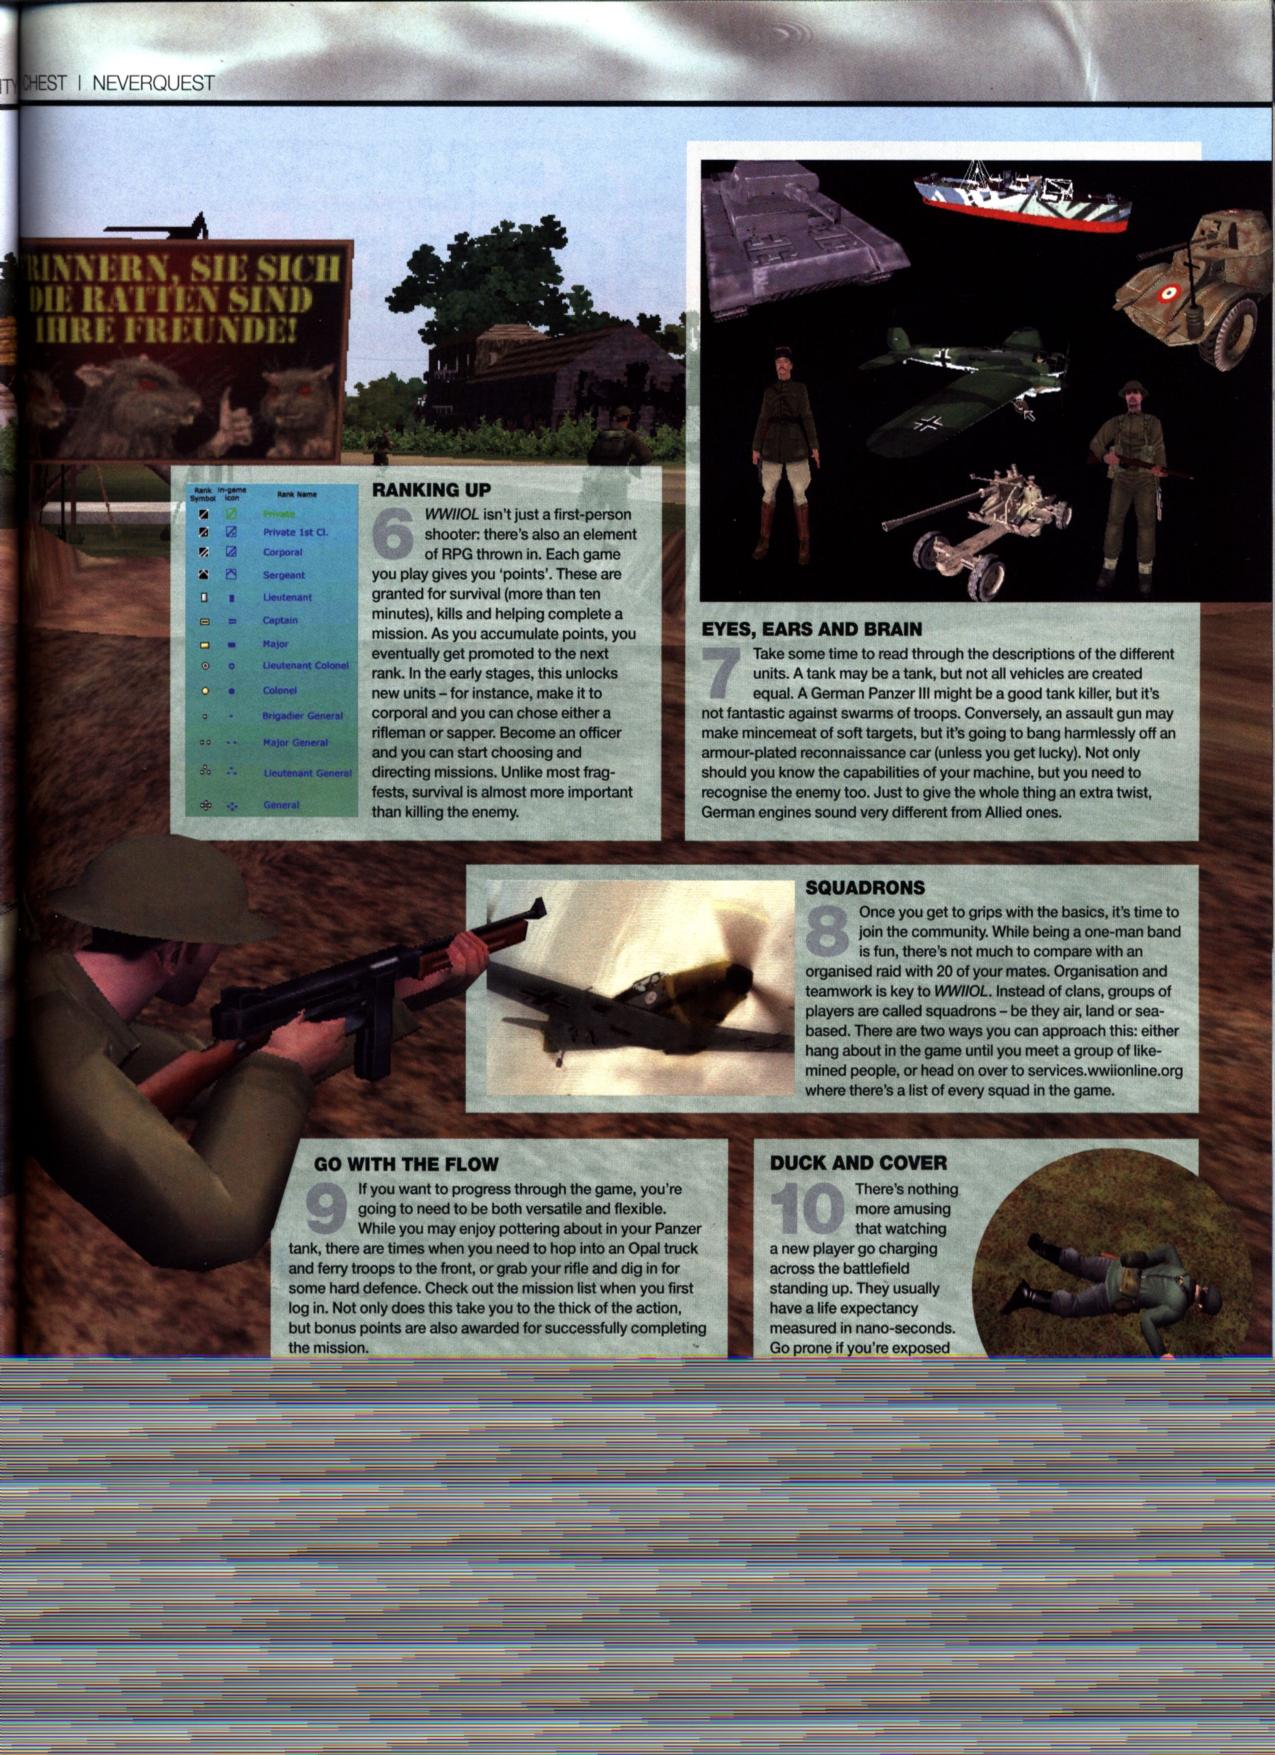 CHEST | NEVERQUEST
RINNERN, SIE SICH
DIE RATTEN SIND
IHRE FREUNDE!
Rank Symbol
In-game Icon
Rank Name
Private
Private 1st Cl.
Corporal
Sergeant
Lieutenant
Captain
Major
Lieutenant Colonel
Colonel
Brigadier General
Major General
Lieutenant General
General
RANKING UP
6 WWIIOL isn't just a first-person
shooter: there's also an element
of RPG thrown in. Each game
you play gives you 'points'. These are
granted for survival (more than ten
minutes), kills and helping complete a
mission. As you accumulate points, you
eventually get promoted to the next
rank. In the early stages, this unlocks
new units – for instance, make it to
corporal and you can chose either a
rifleman or sapper. Become an officer
and you can start choosing and
directing missions. Unlike most frag-
fests, survival is almost more important
than killing the enemy.
EYES, EARS AND BRAIN
7 Take some time to read through the descriptions of the different
units. A tank may be a tank, but not all vehicles are created
equal. A German Panzer III might be a good tank killer, but it's
not fantastic against swarms of troops. Conversely, an assault gun may
make mincemeat of soft targets, but it's going to bang harmlessly off an
armour-plated reconnaissance car (unless you get lucky). Not only
should you know the capabilities of your machine, but you need to
recognise the enemy too. Just to give the whole thing an extra twist,
German engines sound very different from Allied ones.
SQUADRONS
8 Once you get to grips with the basics, it's time to
join the community. While being a one-man band
is fun, there's not much to compare with an
organised raid with 20 of your mates. Organisation and
teamwork is key to WWIIOL. Instead of clans, groups of
players are called squadrons – be they air, land or sea-
based. There are two ways you can approach this: either
hang about in the game until you meet a group of like-
mined people, or head on over to services.wwiionline.org
where there's a list of every squad in the game.
GO WITH THE FLOW
9 If you want to progress through the game, you're
going to need to be both versatile and flexible.
While you may enjoy pottering about in your Panzer
tank, there are times when you need to hop into an Opal truck
and ferry troops to the front, or grab your rifle and dig in for
some hard defence. Check out the mission list when you first
log in. Not only does this take you to the thick of the action,
but bonus points are also awarded for successfully completing
the mission.
DUCK AND COVER
10 There's nothing
more amusing
that watching
a new player go charging
across the battlefield
standing up. They usually
have a life expectancy
measured in nano-seconds.
Go prone if you're exposed